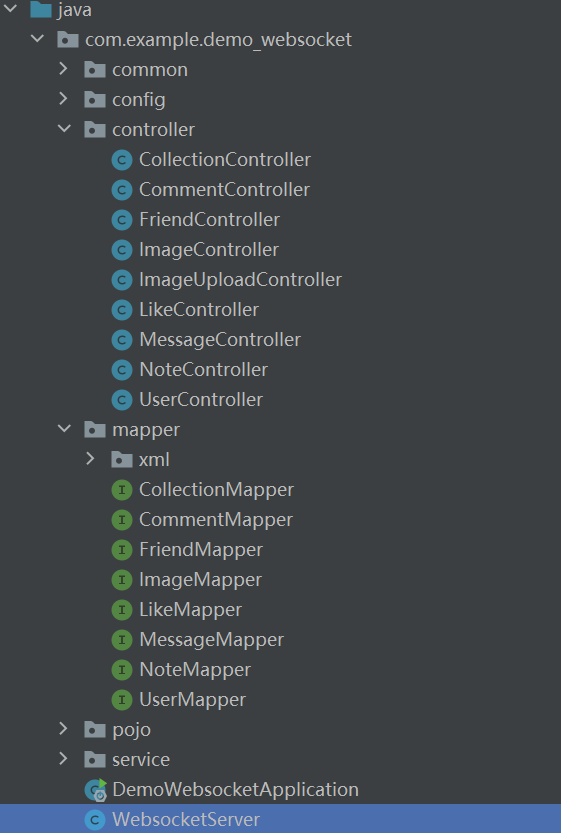 java
com.example.demo_websocket
common
config
controller
CollectionController
CommentController
FriendController
ImageController
ImageUploadController
LikeController
MessageController
NoteController
UserController
mapper
xml
CollectionMapper
CommentMapper
FriendMapper
ImageMapper
LikeMapper
MessageMapper
NoteMapper
UserMapper
pojo
service
DemoWebsocketApplication
WebsocketServer